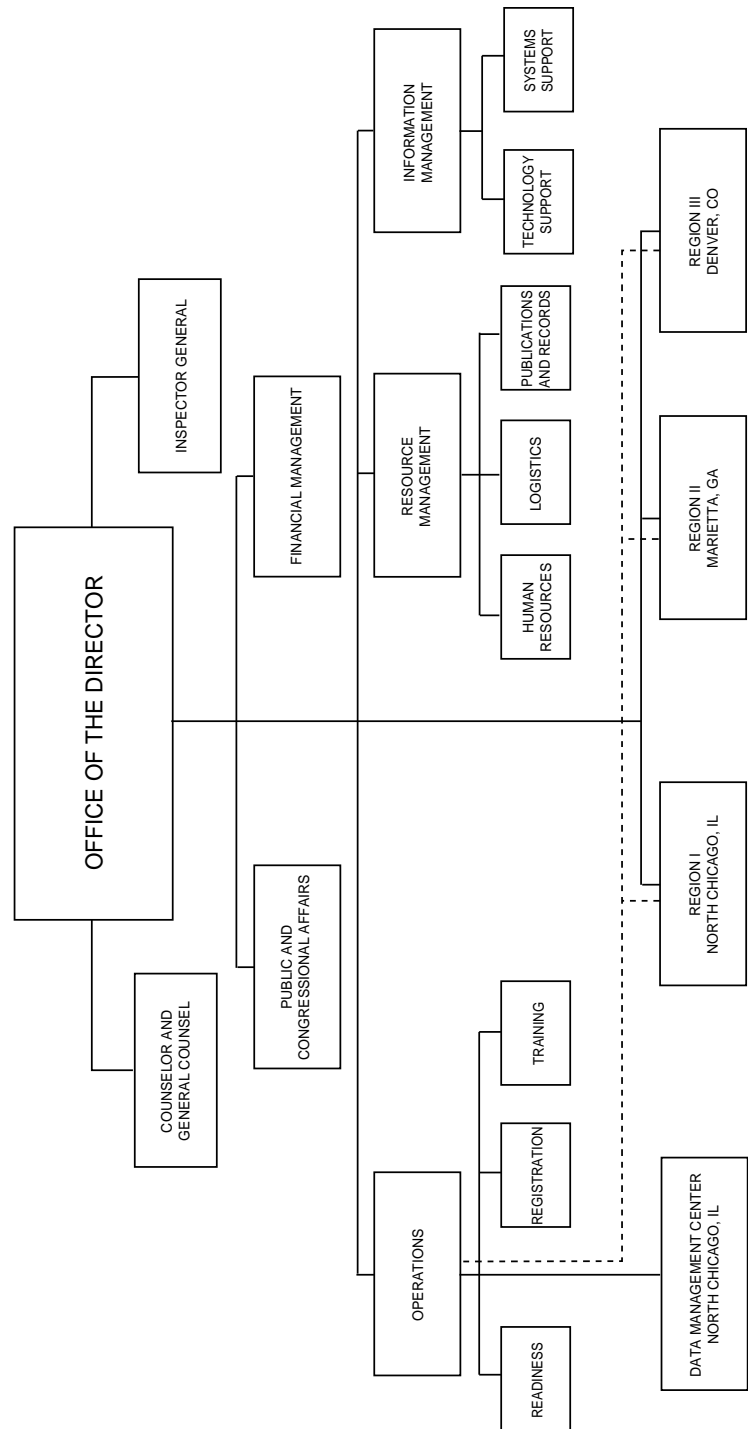 OFFICE OF THE DIRECTOR
COUNSELOR AND
GENERAL COUNSEL
INSPECTOR GENERAL
PUBLIC AND
CONGRESSIONAL AFFAIRS
FINANCIAL MANAGEMENT
OPERATIONS
RESOURCE
MANAGEMENT
INFORMATION
MANAGEMENT
READINESS
REGISTRATION
TRAINING
HUMAN
RESOURCES
LOGISTICS
PUBLICATIONS
AND RECORDS
TECHNOLOGY
SUPPORT
SYSTEMS
SUPPORT
DATA MANAGEMENT CENTER
NORTH CHICAGO, IL
REGION I
NORTH CHICAGO, IL
REGION II
MARIETTA, GA
REGION III
DENVER, CO